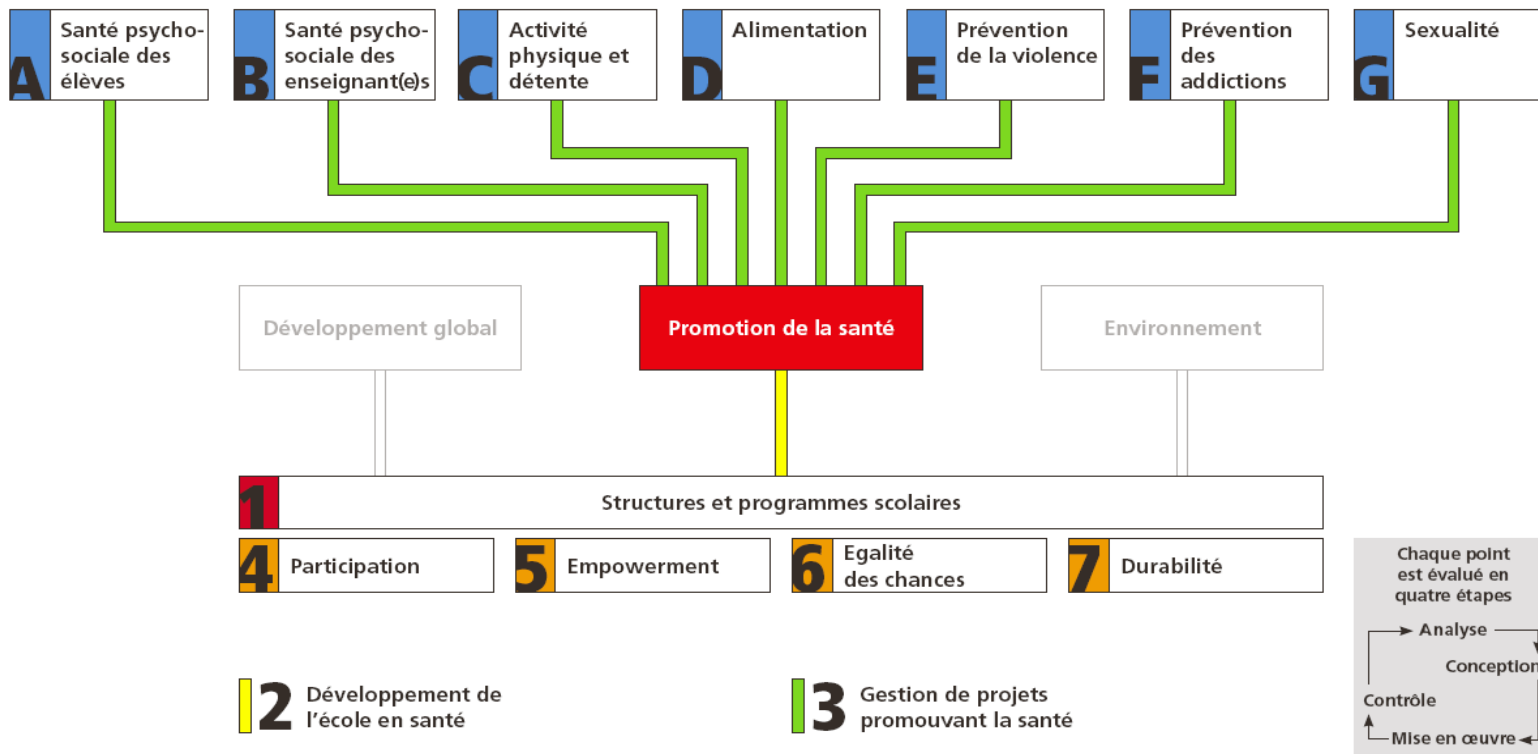 A
Santé psycho-
sociale des
élèves
B
Santé psycho-
sociale des
enseignant(e)s
C
Activité
physique et
détente
D
Alimentation
E
Prévention
de la violence
F
Prévention
des
addictions
G
Sexualité
Développement global
Promotion de la santé
Environnement
1
Structures et programmes scolaires
4
Participation
5
Empowerment
6
Egalité
des chances
7
Durabilité
2
Développement de
l'école en santé
3
Gestion de projets
promouvant la santé
Chaque point
est évalué en
quatre étapes
Analyse
Conception
Contrôle
Mise en œuvre